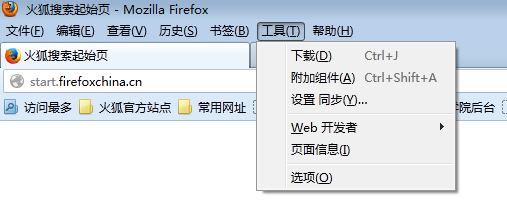 火狐搜索起始页 - Mozilla Firefox
文件(F) 编辑(E) 查看(V) 历史(S) 书签(B) 工具(T) 帮助(H)
火狐搜索起始页
start.firefoxchina.cn
访问最多 火狐官方站点 常用网址 学院后台
下载(D) Ctrl+J
附加组件(A) Ctrl+Shift+A
设置 同步(Y)...
Web 开发者
页面信息(I)
选项(O)